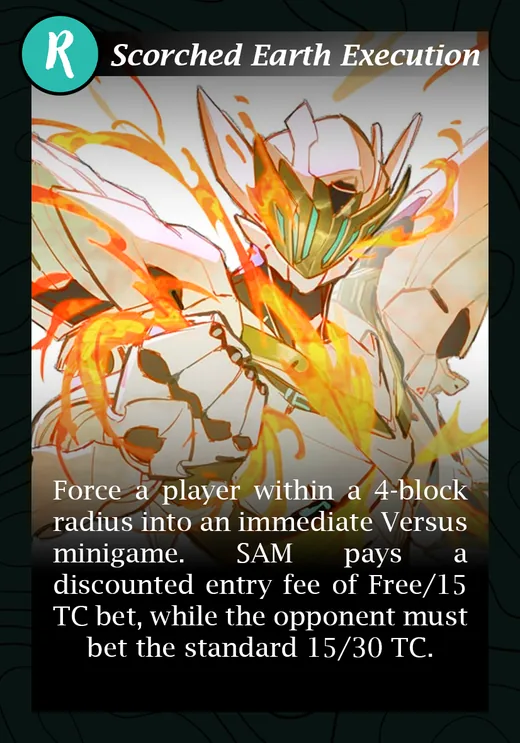 R
Scorched Earth Execution
Force a player within a 4-block
radius into an immediate Versus
minigame. SAM pays a
discounted entry fee of Free/15
TC bet, while the opponent must
bet the standard 15/30 TC.